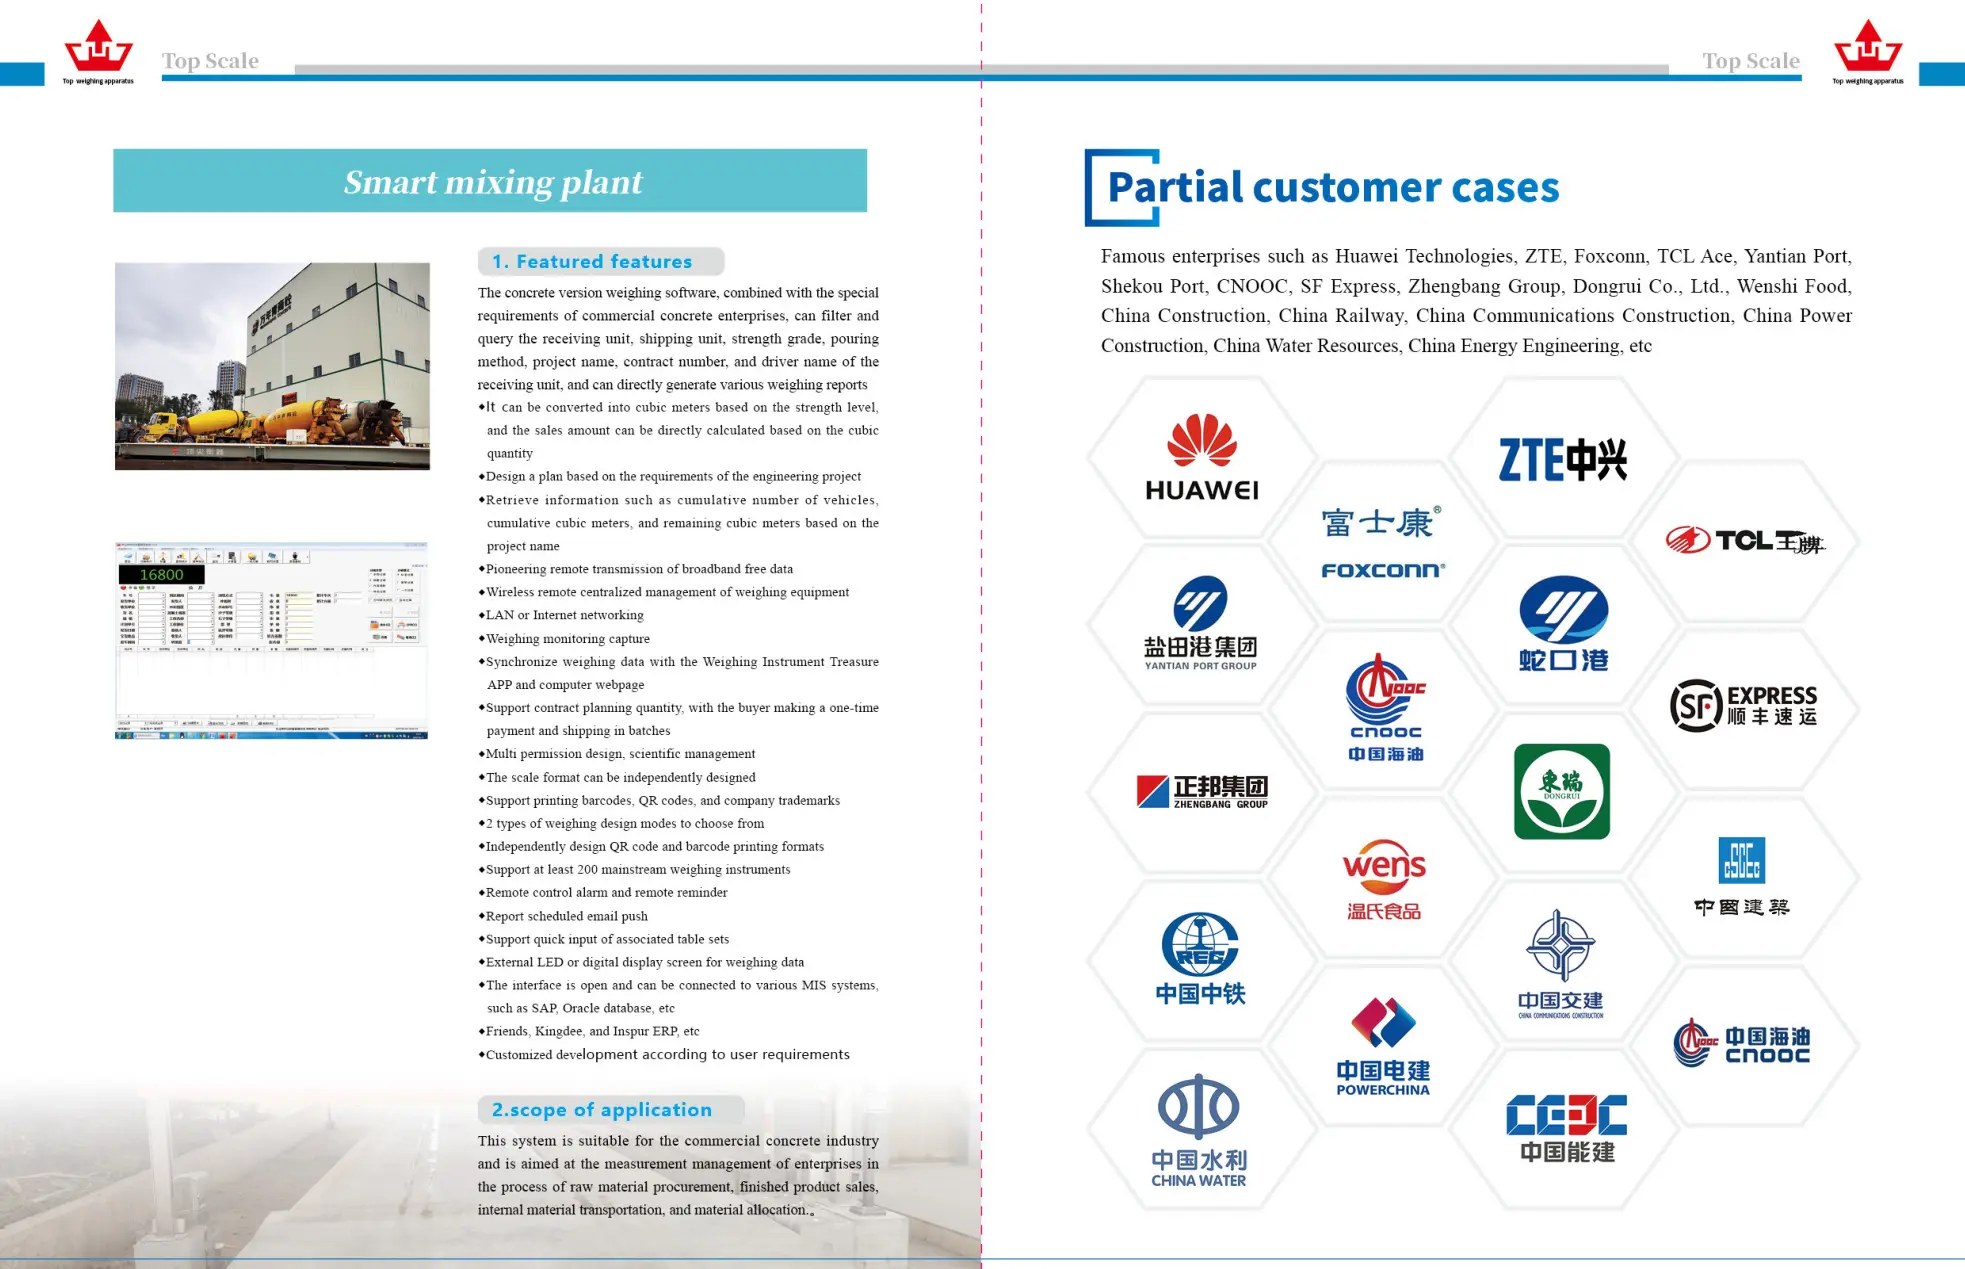 Top weighing apparatus
Top Scale
Top Scale
Top weighing apparatus
Smart mixing plant
1. Featured features
The concrete version weighing software, combined with the special
requirements of commercial concrete enterprises, can filter and
query the receiving unit, shipping unit, strength grade, pouring
method, project name, contract number, and driver name of the
receiving unit, and can directly generate various weighing reports
◆It can be converted into cubic meters based on the strength level,
and the sales amount can be directly calculated based on the cubic
quantity
◆Design a plan based on the requirements of the engineering project
◆Retrieve information such as cumulative number of vehicles,
cumulative cubic meters, and remaining cubic meters based on the
project name
◆Pioneering remote transmission of broadband free data
◆Wireless remote centralized management of weighing equipment
◆LAN or Internet networking
◆Weighing monitoring capture
◆Synchronize weighing data with the Weighing Instrument Treasure
APP and computer webpage
◆Support contract planning quantity, with the buyer making a one-time
payment and shipping in batches
◆Multi permission design, scientific management
◆The scale format can be independently designed
◆Support printing barcodes, QR codes, and company trademarks
◆2 types of weighing design modes to choose from
◆Independently design QR code and barcode printing formats
◆Support at least 200 mainstream weighing instruments
◆Remote control alarm and remote reminder
◆Report scheduled email push
◆Support quick input of associated table sets
◆External LED or digital display screen for weighing data
◆The interface is open and can be connected to various MIS systems,
such as SAP, Oracle database, etc
◆Friends, Kingdee, and Inspur ERP, etc
◆Customized development according to user requirements
16800
2.scope of application
This system is suitable for the commercial concrete industry
and is aimed at the measurement management of enterprises in
the process of raw material procurement, finished product sales,
internal material transportation, and material allocation.。
Partial customer cases
Famous enterprises such as Huawei Technologies, ZTE, Foxconn, TCL Ace, Yantian Port,
Shekou Port, CNOOC, SF Express, Zhengbang Group, Dongrui Co., Ltd., Wenshi Food,
China Construction, China Railway, China Communications Construction, China Power
Construction, China Water Resources, China Energy Engineering, etc
HUAWEI
ZTE中兴
富士康®
FOXCONN®
TCL王牌
盐田港集团
YANTIAN PORT GROUP
蛇口港
CNOOC
CNOOC
中国海油
SF EXPRESS
顺丰速运
正邦集团
ZHENGBANG GROUP
東瑞
DONGRUI
wens
温氏食品
CSCEC
中國建築
CREC
中国中铁
中国交建
CHINA COMMUNICATIONS CONSTRUCTION
中国电建
POWERCHINA
CNOOC
中国海油
CNOOC
中国水利
CHINA WATER
CEEC
中国能建